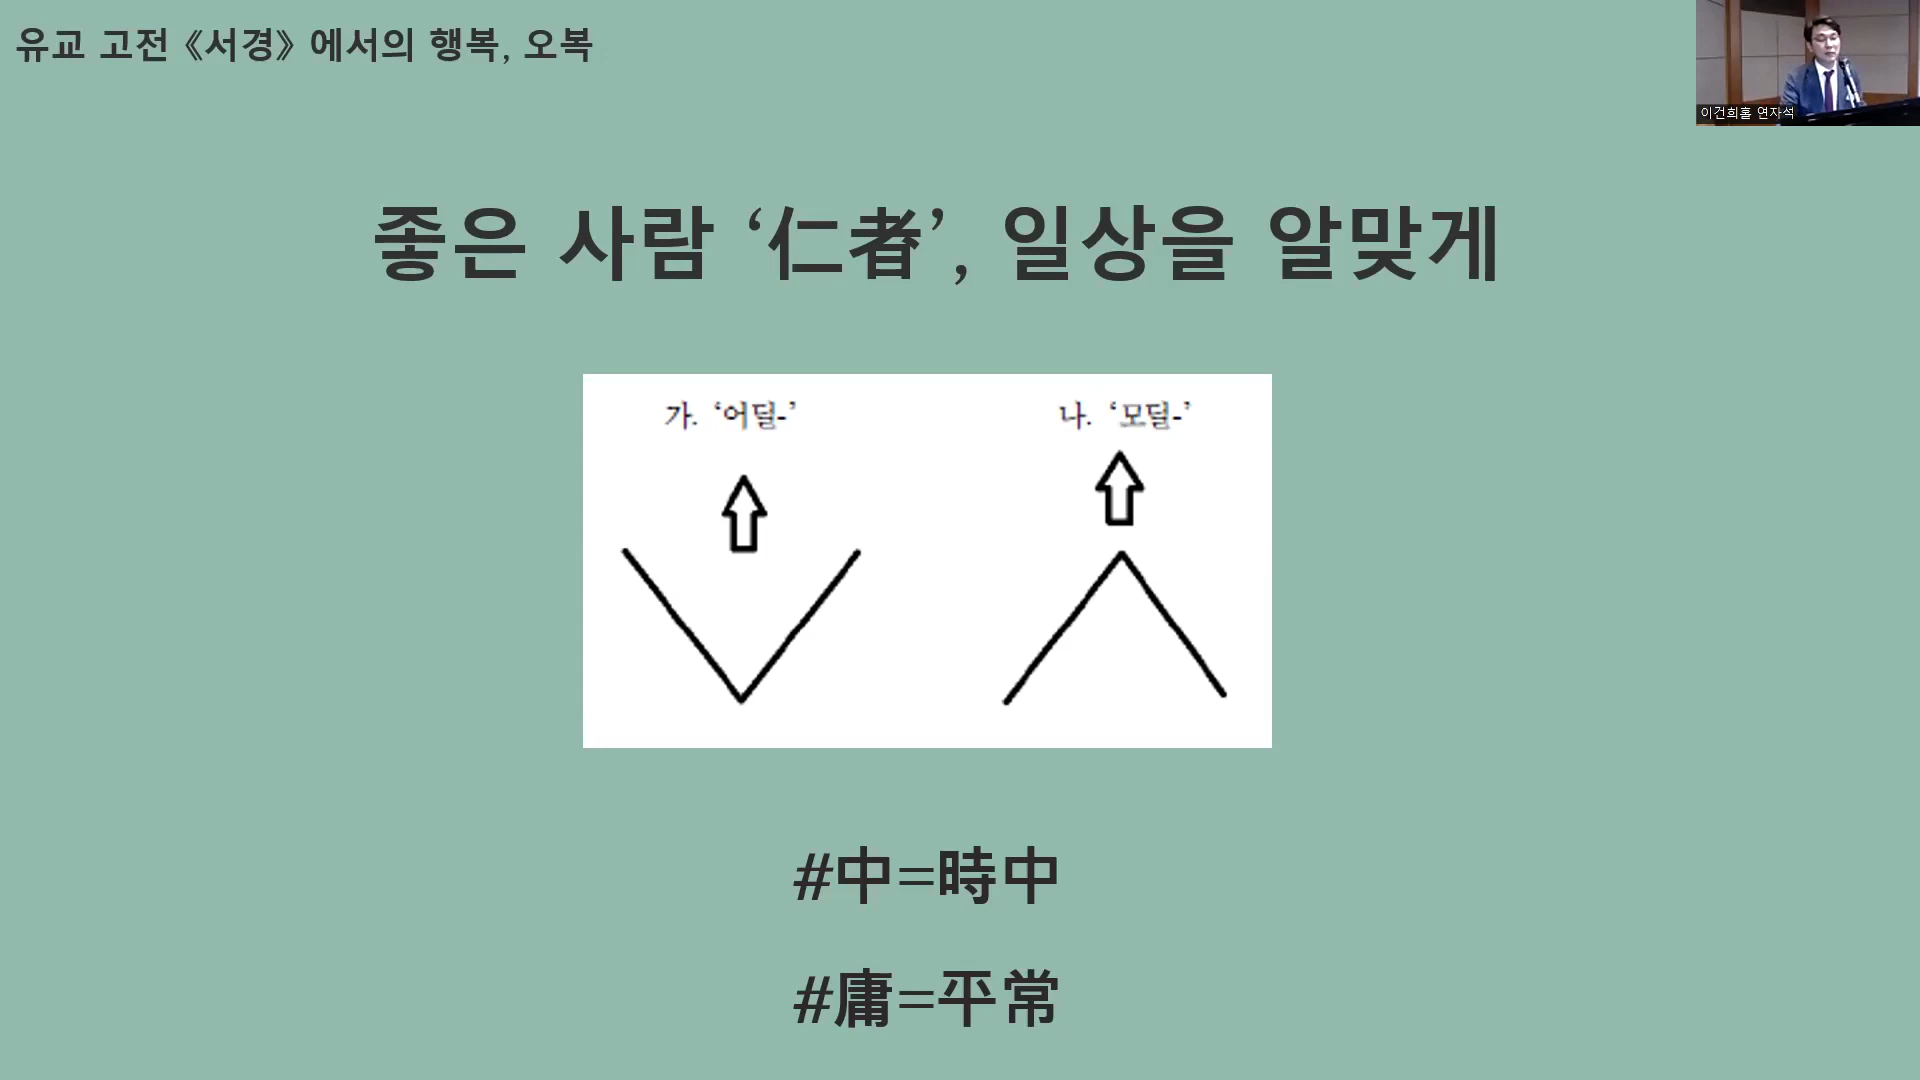 유교 고전 《서경》 에서의 행복, 오복
이건희홀 연자석
좋은 사람 ‘仁者’, 일상을 알맞게
가. ‘어딜-’
나. ‘모딜-’
#中=時中
#庸=平常